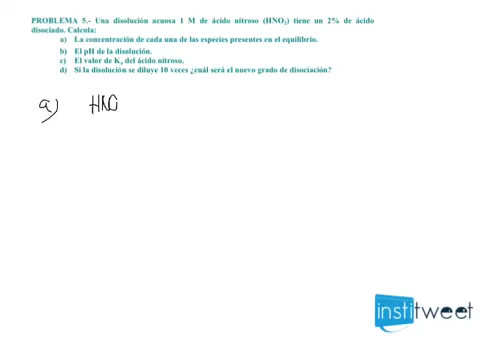 PROBLEMA 5.- Una disolución acuosa 1 M de ácido nitroso (HNO₂) tiene un 2% de ácido
disociado. Calcula:
a) La concentración de cada una de las especies presentes en el equilibrio.
b) El pH de la disolución.
c) El valor de Kₐ del ácido nitroso.
d) Si la disolución se diluye 10 veces ¿cuál será el nuevo grado de disociación?
a) HNO
institweet